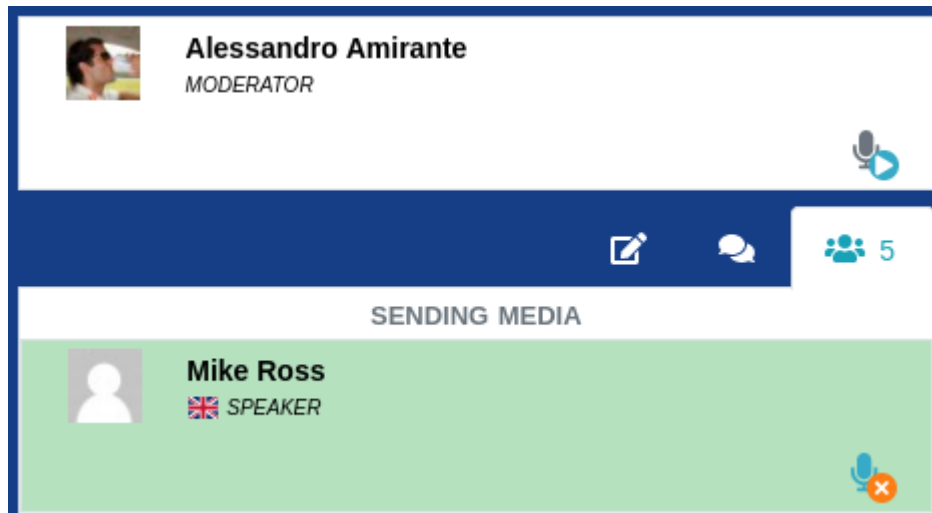 Alessandro Amirante
MODERATOR
5
SENDING MEDIA
Mike Ross
SPEAKER